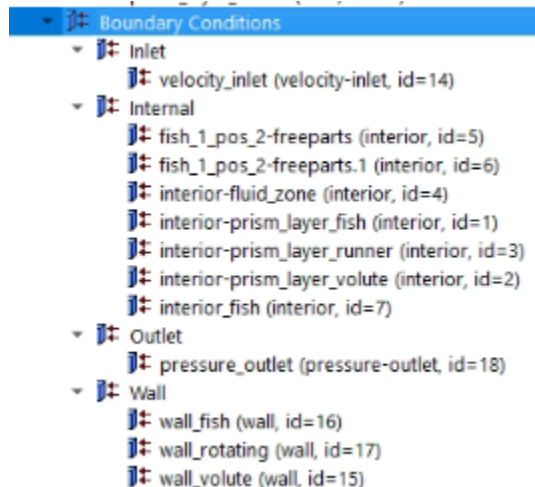 Boundary Conditions
Inlet
velocity_inlet (velocity-inlet, id=14)
Internal
fish_1_pos_2-freeparts (interior, id=5)
fish_1_pos_2-freeparts.1 (interior, id=6)
interior-fluid_zone (interior, id=4)
interior-prism_layer_fish (interior, id=1)
interior-prism_layer_runner (interior, id=3)
interior-prism_layer_volute (interior, id=2)
interior_fish (interior, id=7)
Outlet
pressure_outlet (pressure-outlet, id=18)
Wall
wall_fish (wall, id=16)
wall_rotating (wall, id=17)
wall_volute (wall, id=15)